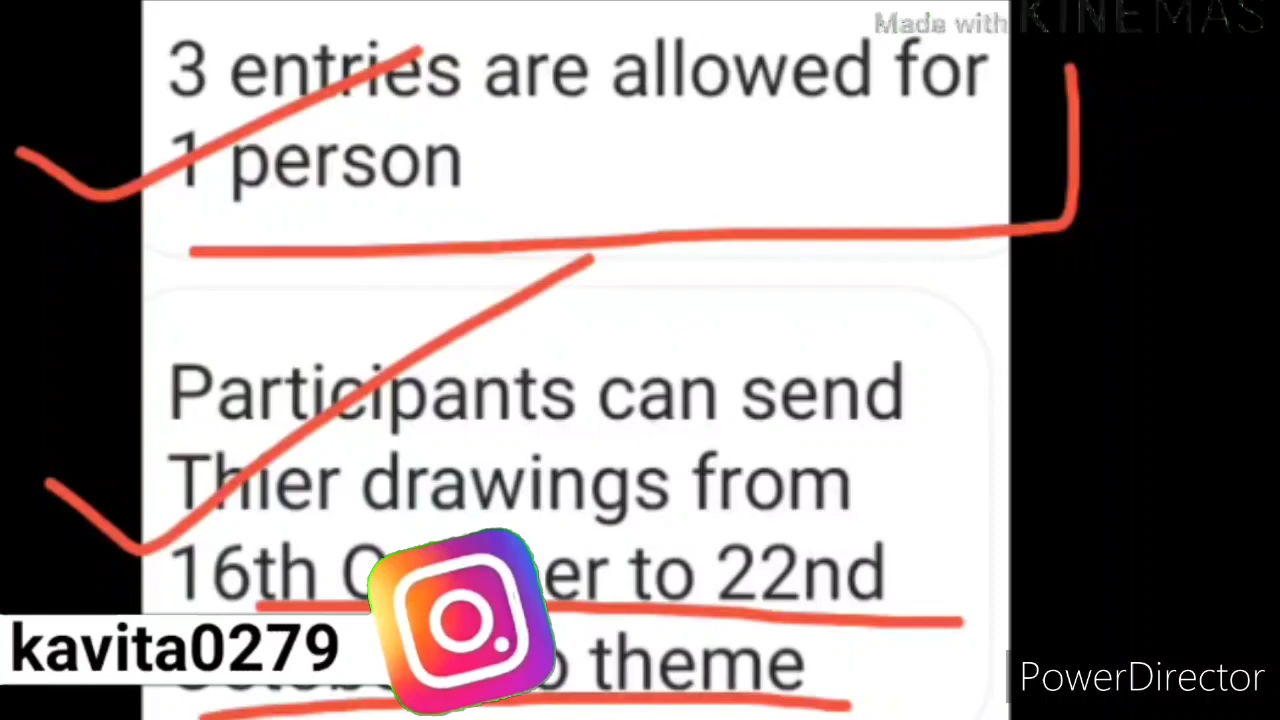 Made with KINEMAS
3 entries are allowed for
1 person
Participants can send
Thier drawings from
16th er to 22nd
theme
kavita0279
PowerDirector